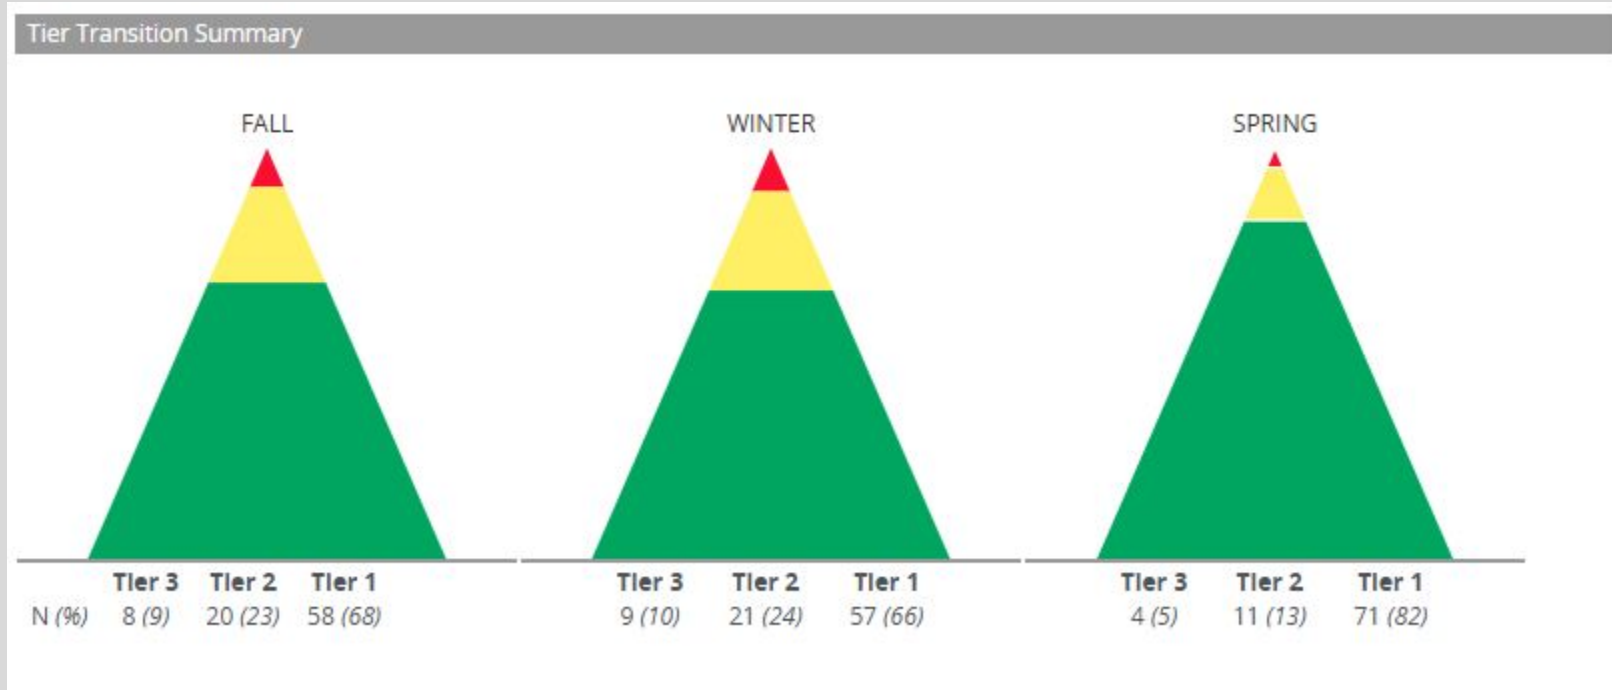 Tier Transition Summary
FALL WINTER SPRING
Tier 3 Tier 2 Tier 1 Tier 3 Tier 2 Tier 1 Tier 3 Tier 2 Tier 1
N (%) 8 (9) 20 (23) 58 (68) 9 (10) 21 (24) 57 (66) 4 (5) 11 (13) 71 (82)